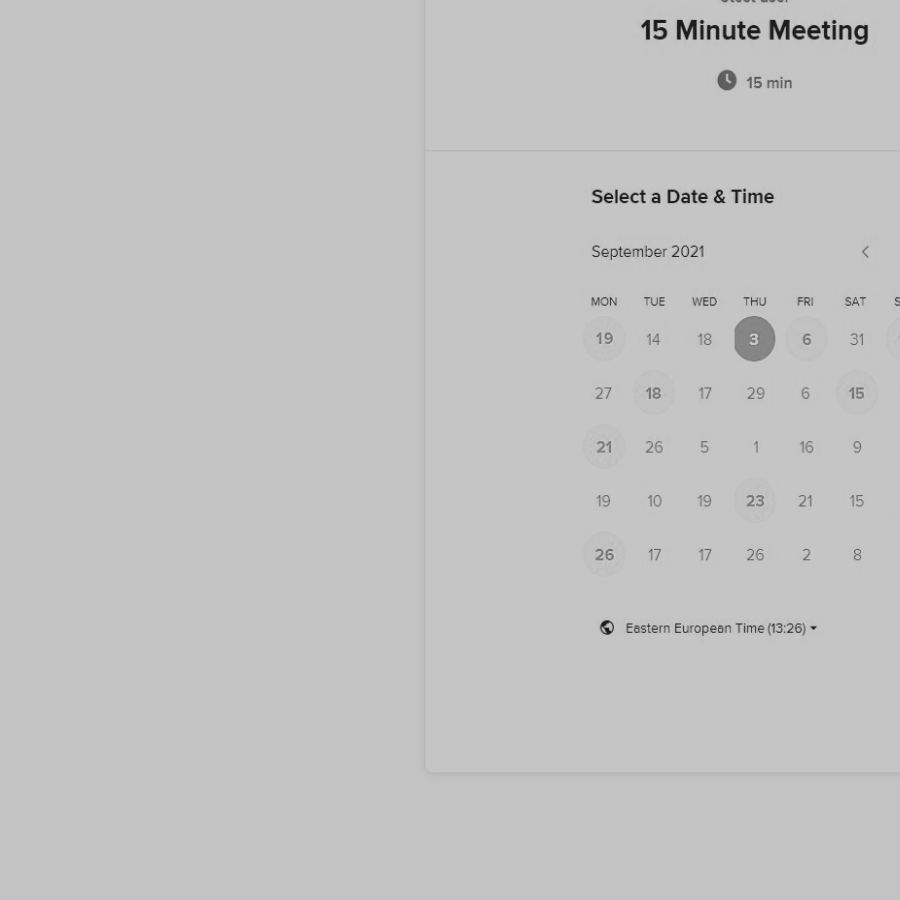 15 Minute Meeting
15 min
Select a Date & Time
September 2021
MON TUE WED THU FRI SAT
19 14 18 3 6 31
27 18 17 29 6 15
21 26 5 1 16 9
19 10 19 23 21 15
26 17 17 26 2 8
Eastern European Time (13:26)